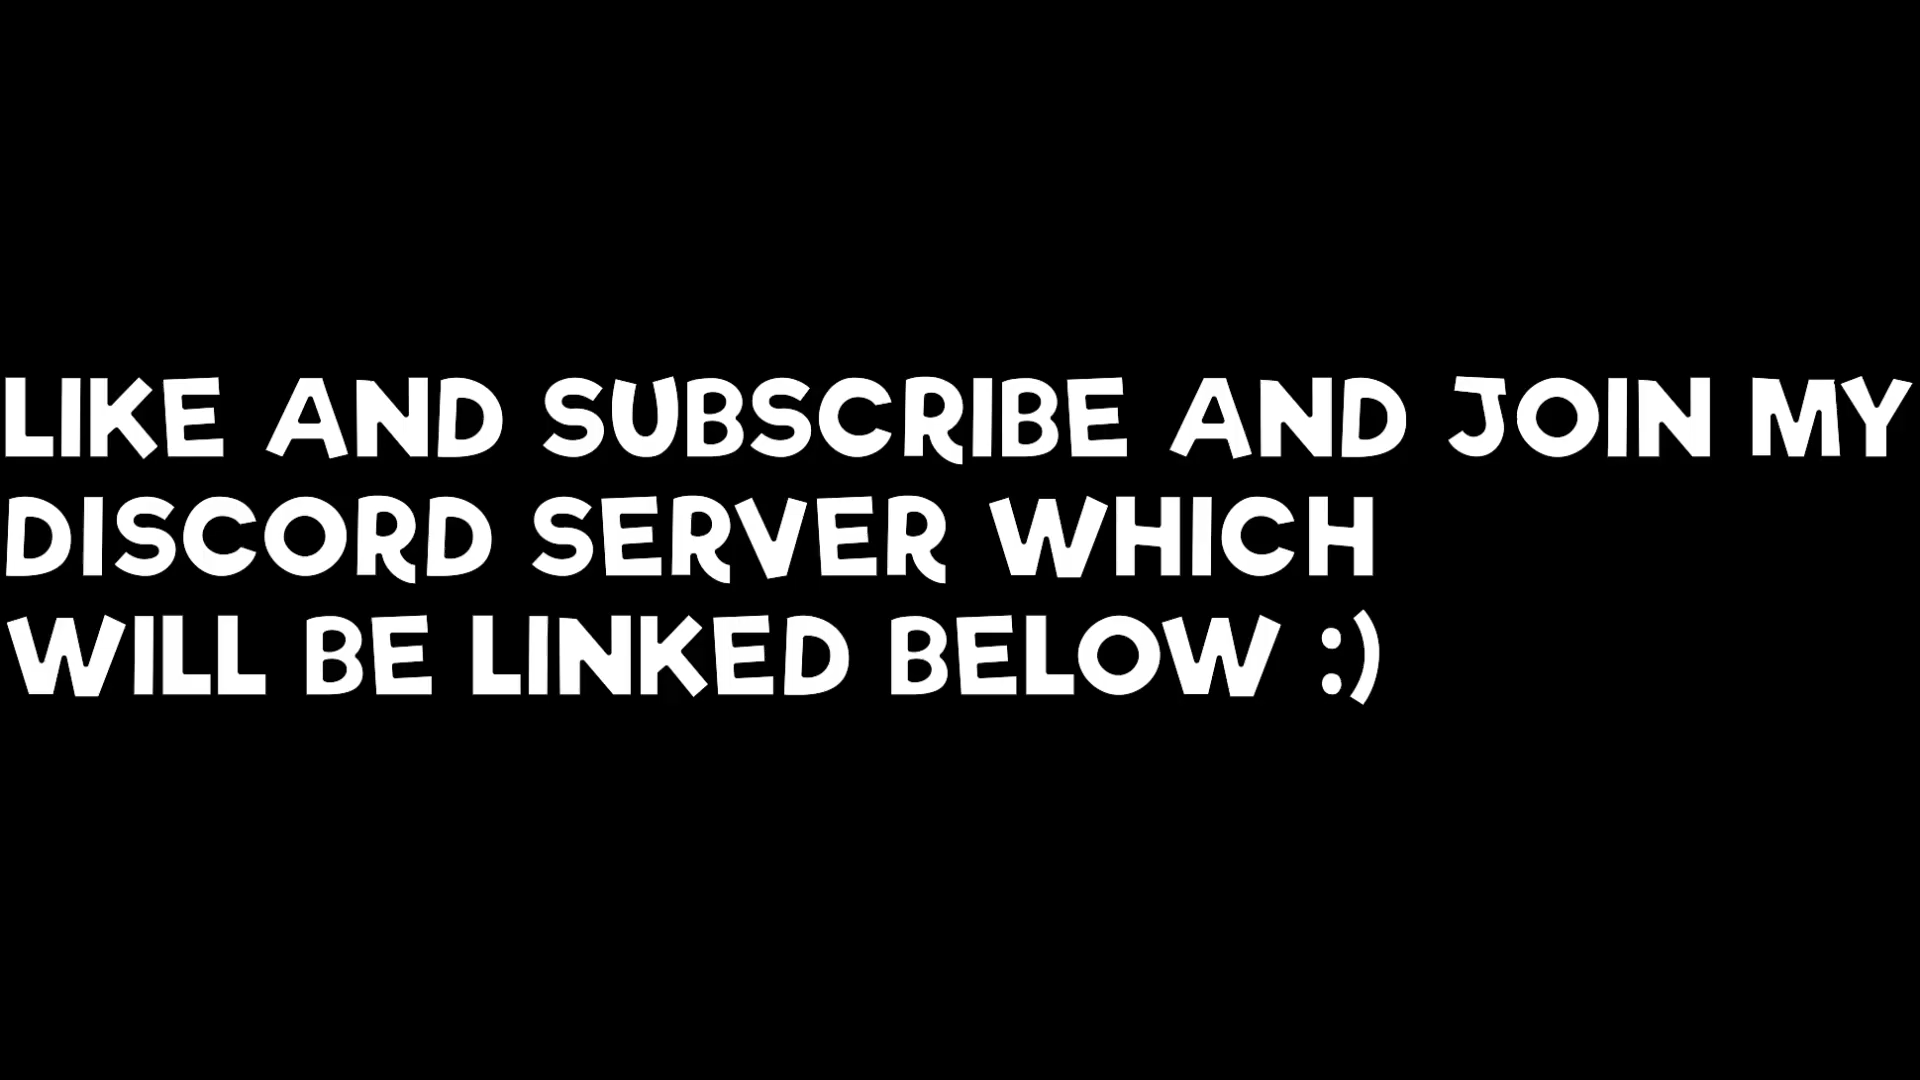 LIKE AND SUBSCRIBE AND JOIN MY
DISCORD SERVER WHICH
WILL BE LINKED BELOW :)